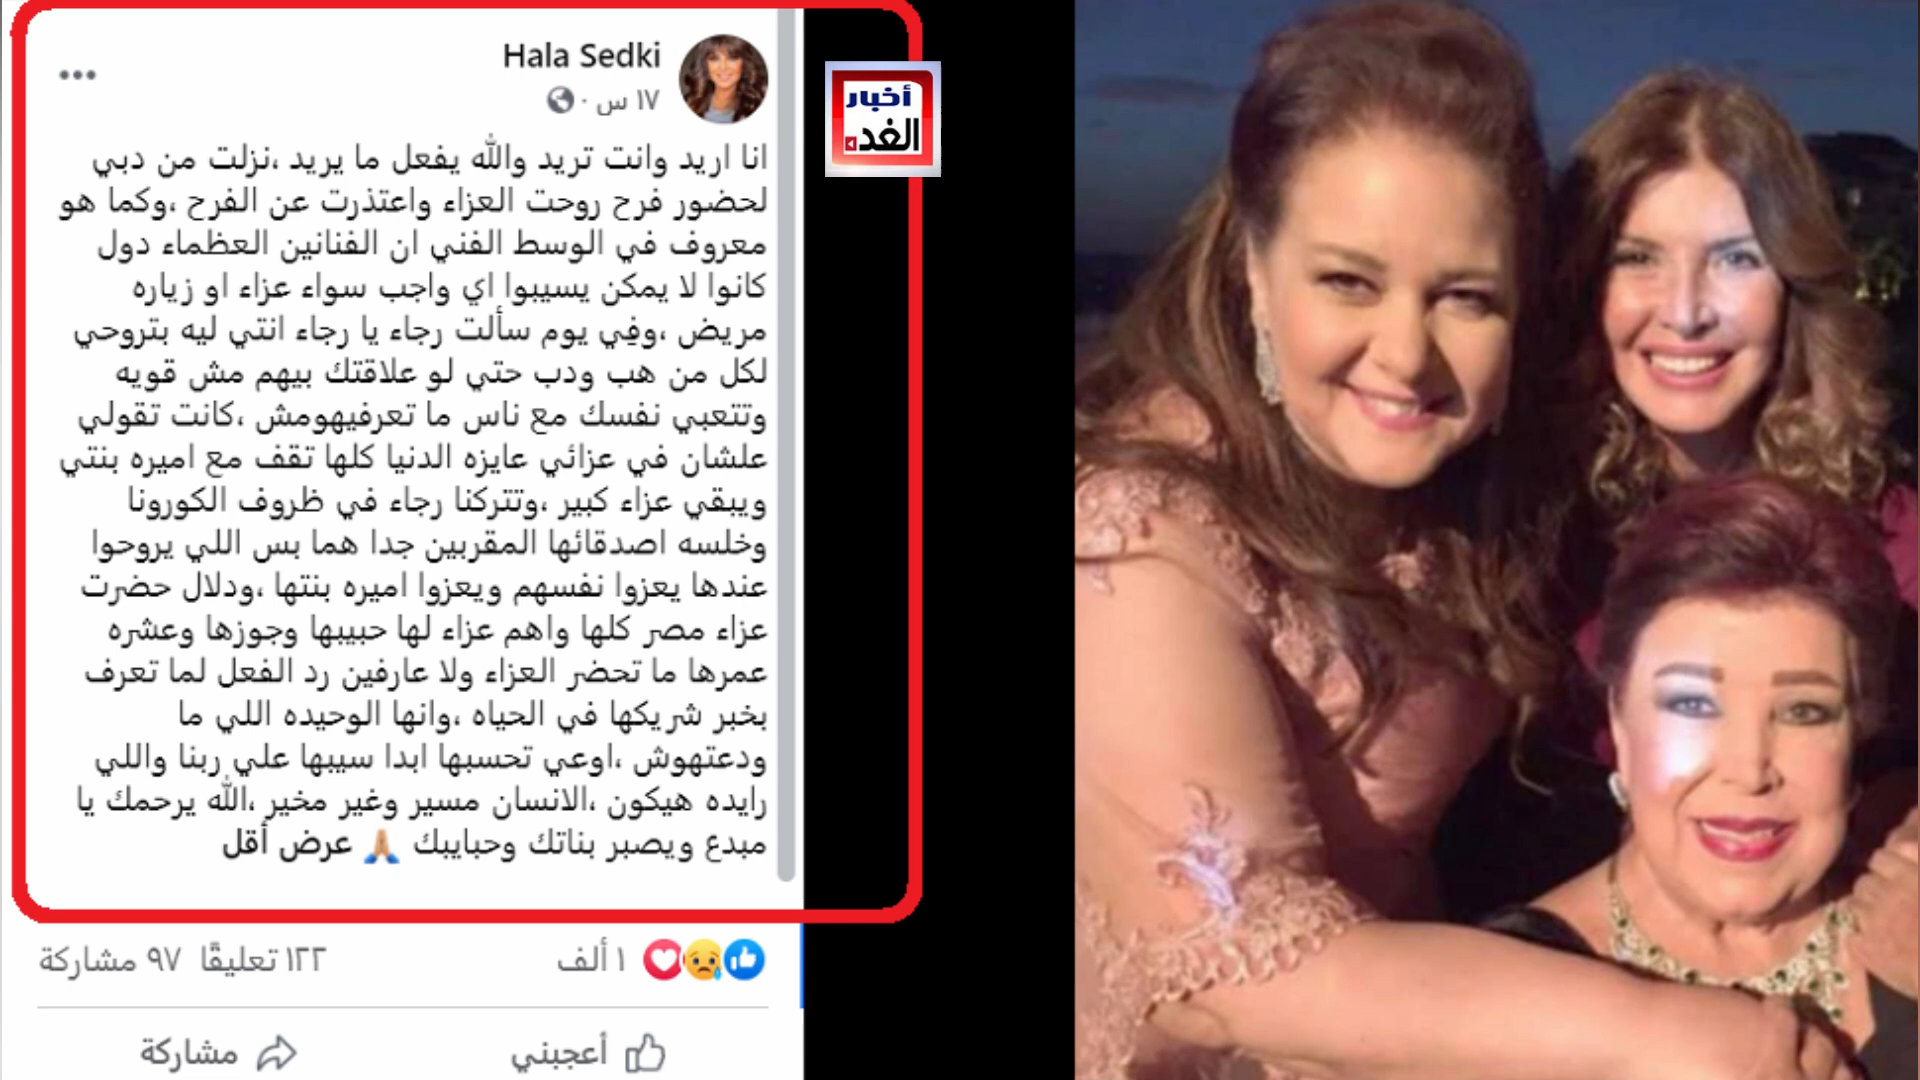 Hala Sedki
١٧ س ·
أخبار
الغد
انا اريد وانت تريد والله يفعل ما يريد ،نزلت من دبي
لحضور فرح روحت العزاء واعتذرت عن الفرح ،وكما هو
معروف في الوسط الفني ان الفنانين العظماء دول
كانوا لا يمكن يسيبوا اي واجب سواء عزاء او زياره
مريض ،وفِي يوم سألت رجاء يا رجاء انتي ليه بتروحي
لكل من هب ودب حتي لو علاقتك بيهم مش قويه
وتتعبي نفسك مع ناس ما تعرفيهومش ،كانت تقولي
علشان في عزائي عايزه الدنيا كلها تقف مع اميره بنتي
ويبقي عزاء كبير ،وتتركنا رجاء في ظروف الكورونا
وخلسه اصدقائها المقربين جدا هما بس اللي يروحوا
عندها يعزوا نفسهم ويعزوا اميره بنتها ،ودلال حضرت
عزاء مصر كلها واهم عزاء لها حبيبها وجوزها وعشره
عمرها ما تحضر العزاء ولا عارفين رد الفعل لما تعرف
بخبر شريكها في الحياه ،وانها الوحيده اللي ما
ودعتهوش ،اوعي تحسبها ابدا سيبها علي ربنا واللي
رايده هيكون ،الانسان مسير وغير مخير ،الله يرحمك يا
مبدع ويصبر بناتك وحبايبك 🙏🏼 عرض أقل
١ ألف ١٢٢ تعليقًا ٩٧ مشاركة
أعجبني مشاركة